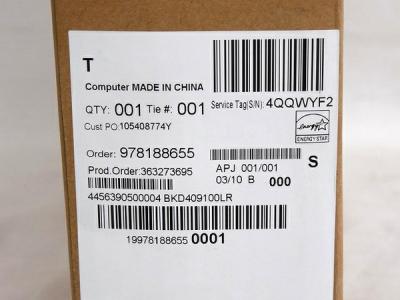 T
Computer MADE IN CHINA
QTY: 001 Tie #: 001 Service Tag(S/N): 4QQWYF2
Cust PO:105408774Y
energy
ENERGY STAR
Order: 978188655
S
Prod.Order:363273695 APJ 001/001
03/10 B 000
4456390500004 BKD409100LR
19978188655 0001